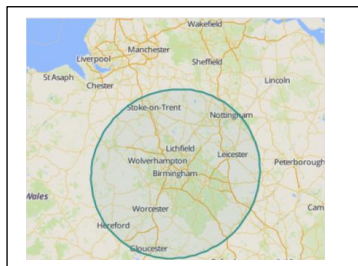 Wakefield
Manchester
Liverpool
Sheffield
St Asaph
Chester
Lincoln
Stoke-on-Trent
Nottingham
Lichfield
Leicester
Wolverhampton
Peterborough
Birmingham
Wales
Worcester
Cam
Hereford
Gloucester